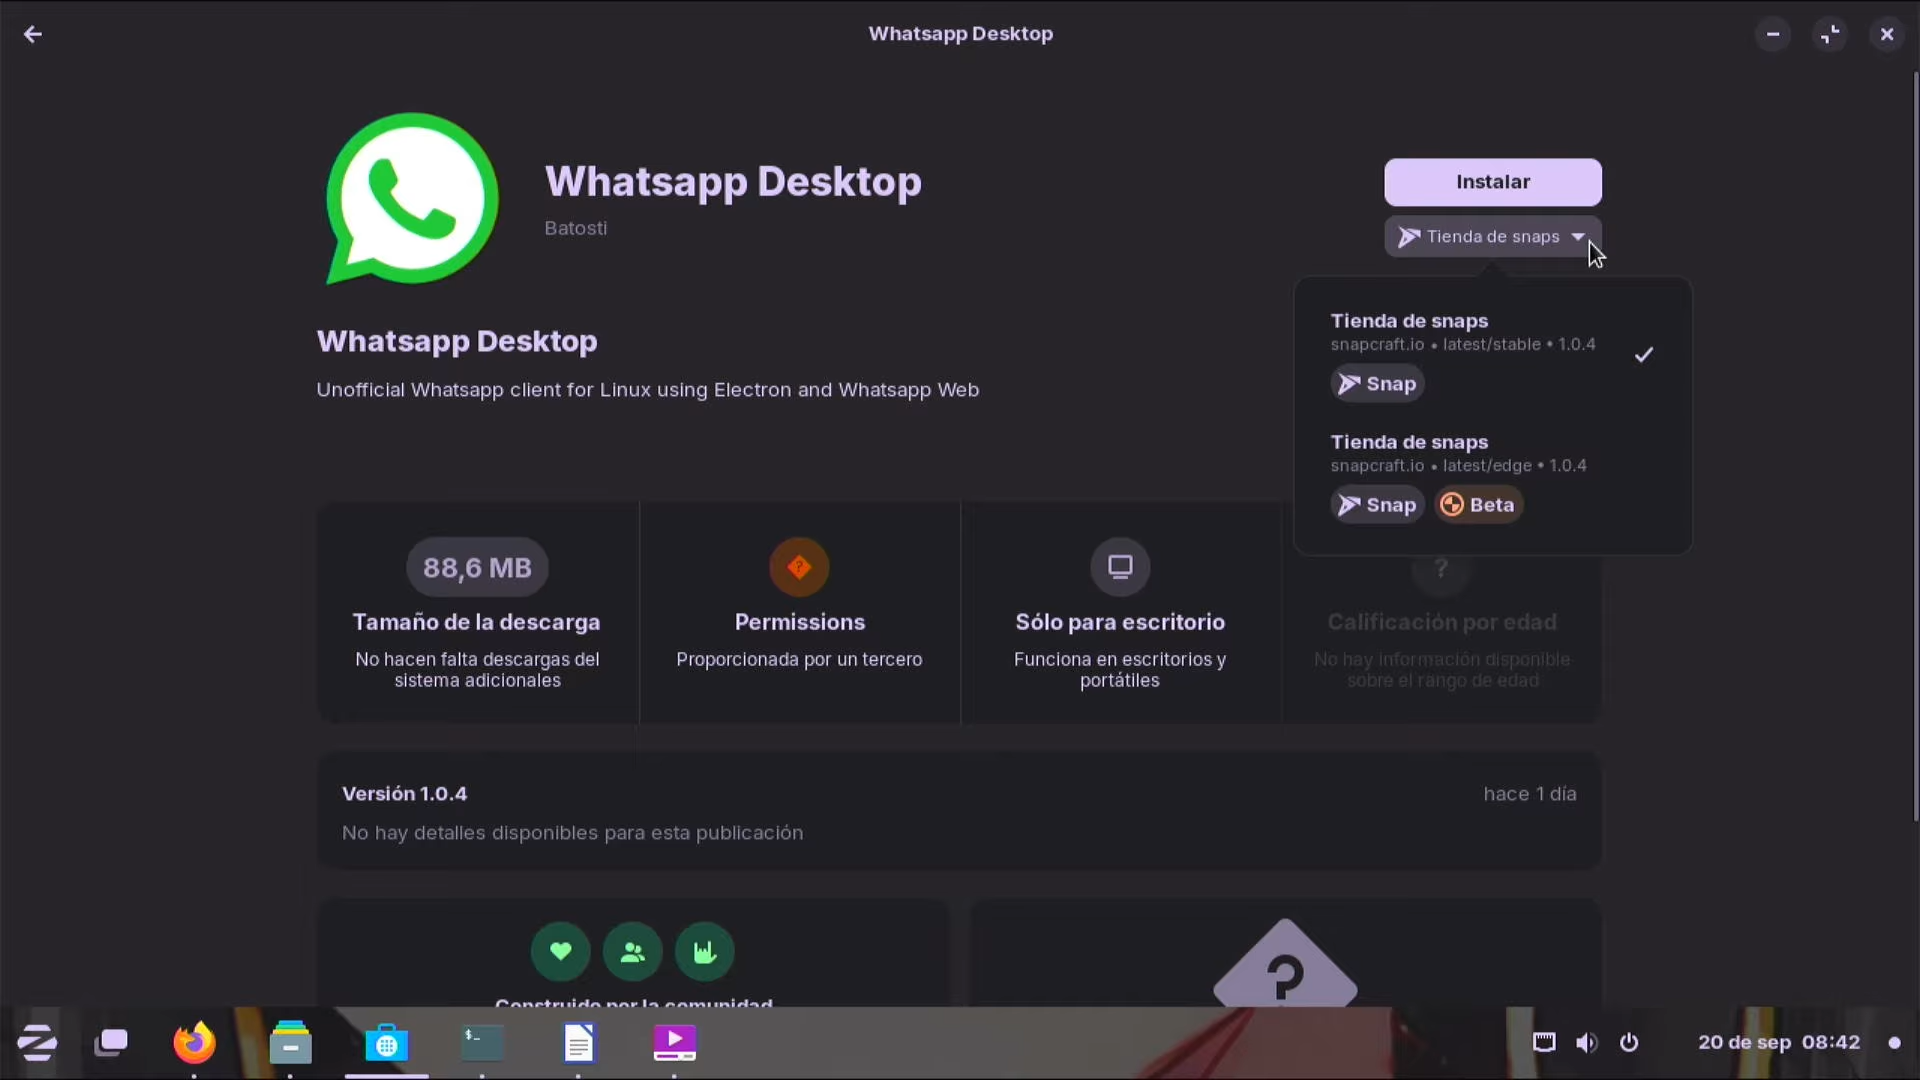 Whatsapp Desktop
Whatsapp Desktop
Batosti
Instalar
Tienda de snaps
Tienda de snaps
snapcraft.io • latest/stable • 1.0.4
Snap
Tienda de snaps
snapcraft.io • latest/edge • 1.0.4
Snap
Beta
Whatsapp Desktop
Unofficial Whatsapp client for Linux using Electron and Whatsapp Web
88,6 MB
Tamaño de la descarga
No hacen falta descargas del
sistema adicionales
?
Permissions
Proporcionada por un tercero
Sólo para escritorio
Funciona en escritorios y
portátiles
?
Calificación por edad
No hay información disponible
sobre el rango de edad
Versión 1.0.4
hace 1 día
No hay detalles disponibles para esta publicación
Construido por la comunidad
?
$_
20 de sep 08:42